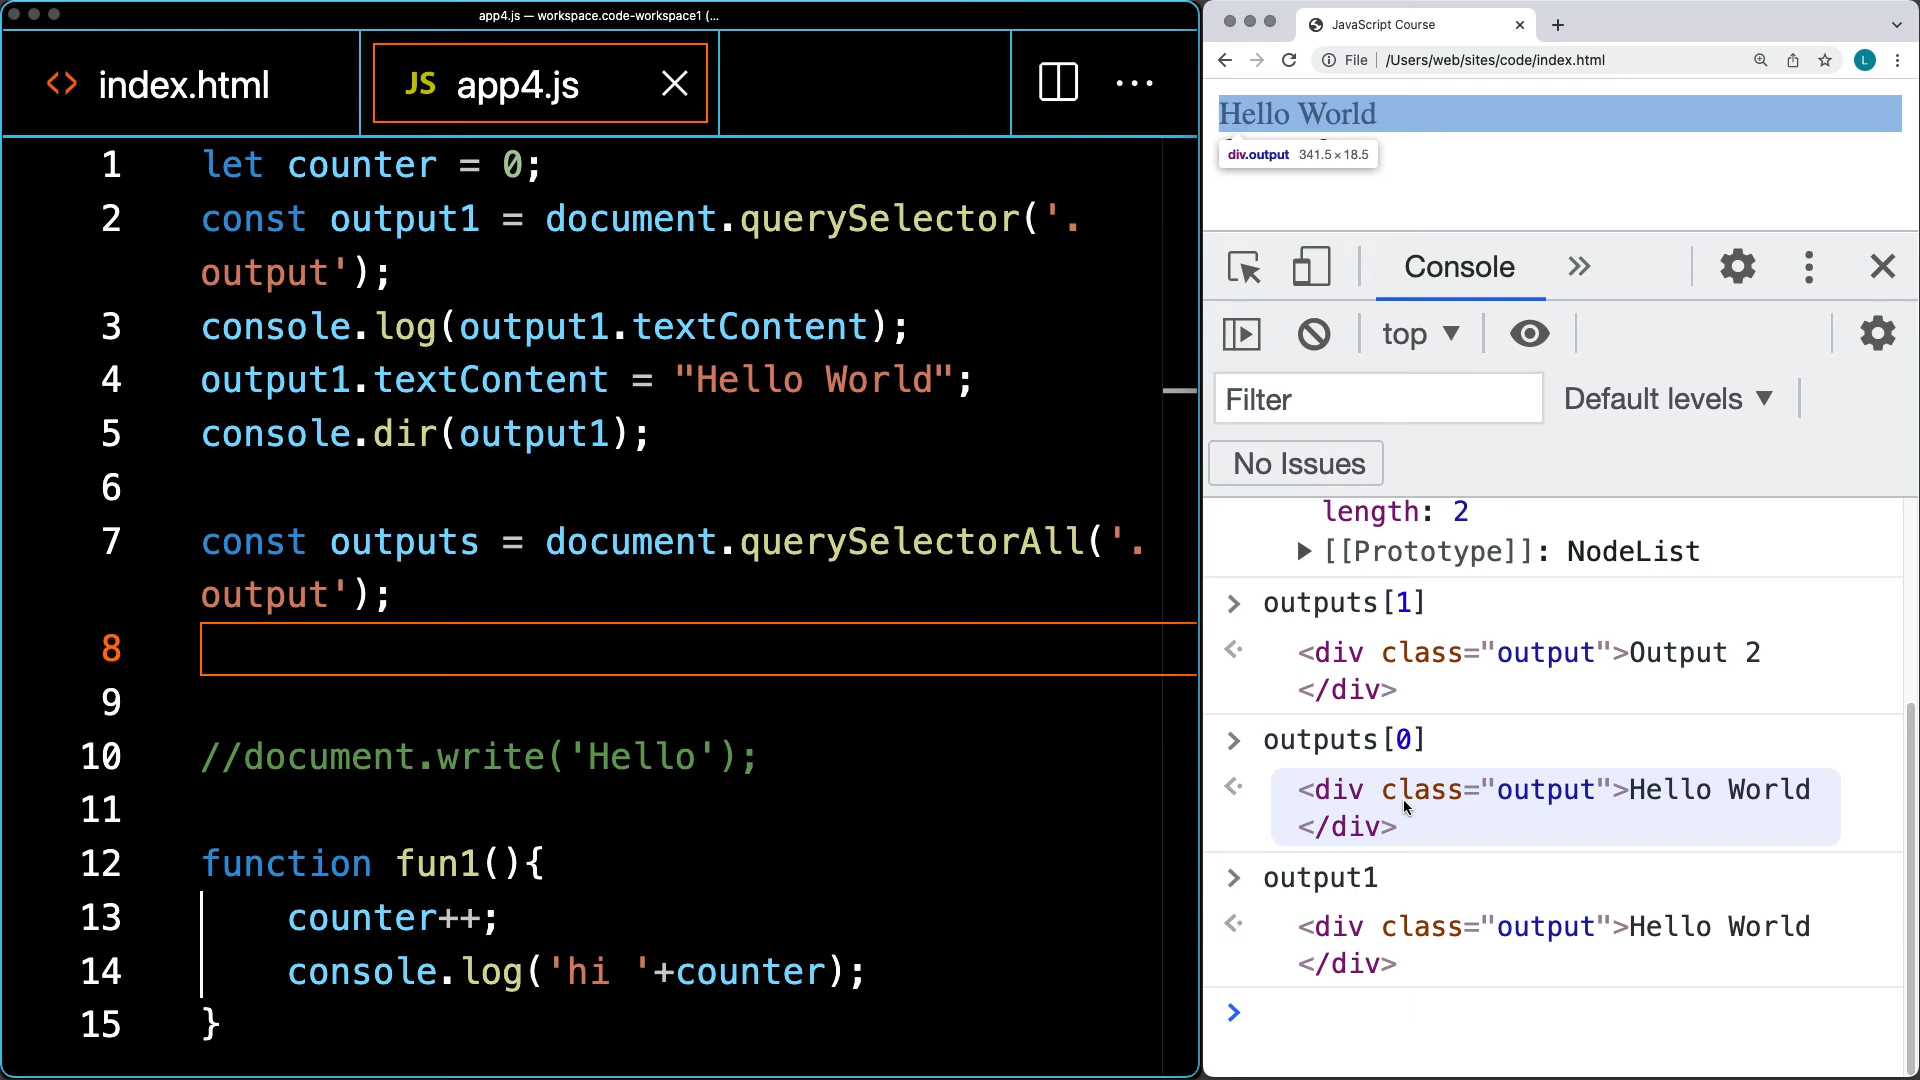 app4.js — workspace.code-workspace1 (...
index.html
JS app4.js
1 let counter = 0;
2 const output1 = document.querySelector('.
output');
3 console.log(output1.textContent);
4 output1.textContent = "Hello World";
5 console.dir(output1);
6
7 const outputs = document.querySelectorAll('.
output');
8
9
10 //document.write('Hello');
11
12 function fun1(){
13 counter++;
14 console.log('hi '+counter);
15 }
JavaScript Course
File /Users/web/sites/code/index.html
L
Hello World
div.output 341.5 × 18.5
Console
top
Filter
Default levels
No Issues
length: 2
[[Prototype]]: NodeList
outputs[1]
<div class="output">Output 2
</div>
outputs[0]
<div class="output">Hello World
</div>
output1
<div class="output">Hello World
</div>